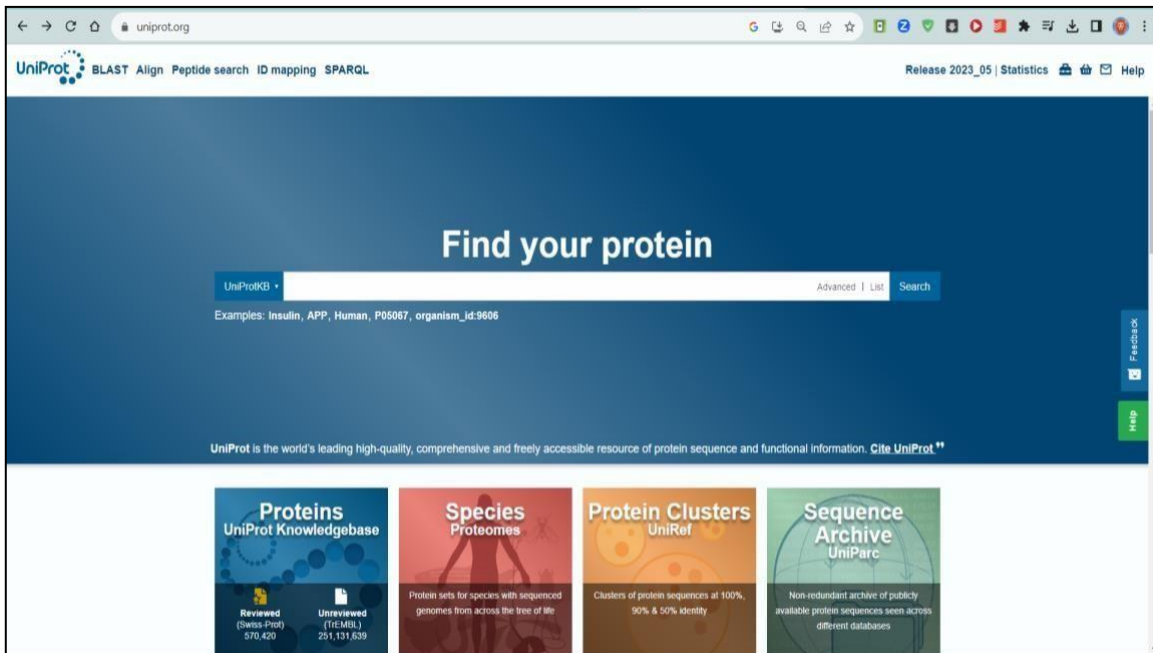 uniprot.org
UniProt BLAST Align Peptide search ID mapping SPARQL
Release 2023_05 | Statistics Help
Find your protein
UniProtKB Advanced | List Search
Examples: Insulin, APP, Human, P05067, organism_id:9606
Feedback
Help
UniProt is the world's leading high-quality, comprehensive and freely accessible resource of protein sequence and functional information. Cite UniProt
Proteins
UniProt Knowledgebase
Reviewed
(Swiss-Prot)
570,420
Unreviewed
(TrEMBL)
251,131,639
Species
Proteomes
Protein sets for species with sequenced
genomes from across the tree of life
Protein Clusters
UniRef
Clusters of protein sequences at 100%,
90% & 50% identity
Sequence
Archive
UniParc
Non-redundant archive of publicly
available protein sequences seen across
different databases